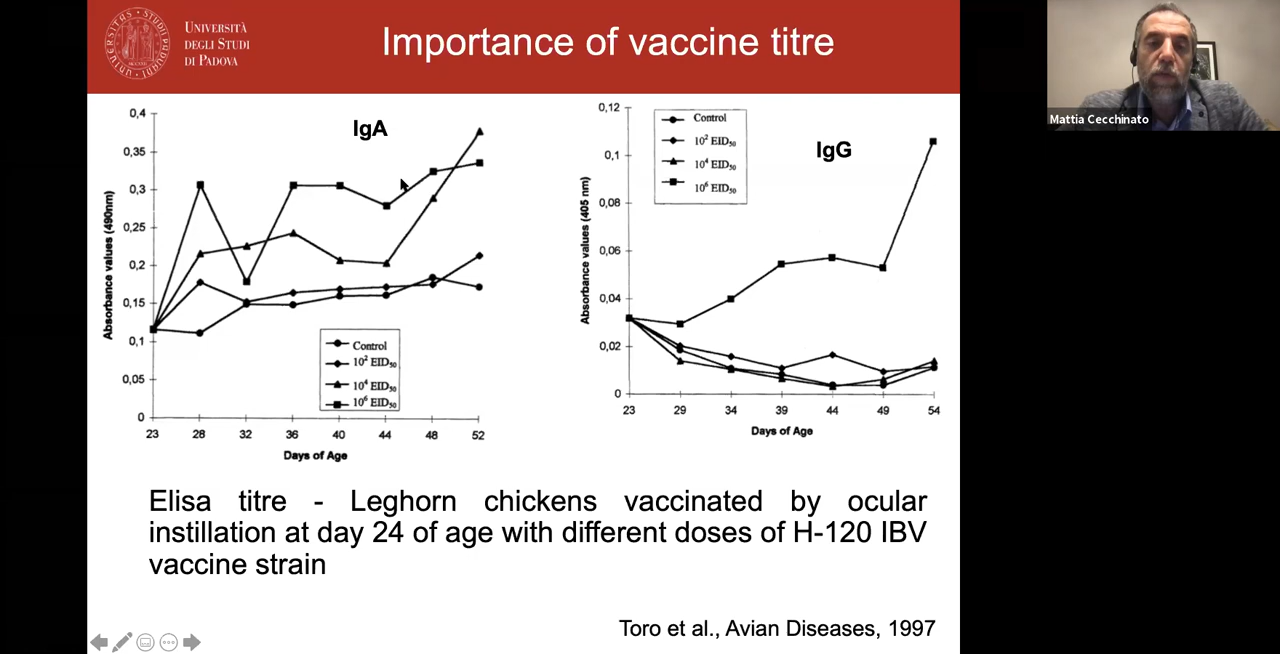 UNIVERSITÀ
DEGLI STUDI
DI PADOVA
Importance of vaccine titre
Mattia Cecchinato
IgA
Absorbance values (490nm)
0,4
0,35
0,3
0,25
0,2
0,15
0,1
0,05
0
23 28 32 36 40 44 48 52
Days of Age
Control
10² EID₅₀
10⁴ EID₅₀
10⁶ EID₅₀
IgG
Absorbance values (405 nm)
0,12
0,1
0,08
0,06
0,04
0,02
0
23 29 34 39 44 49 54
Days of Age
Control
10² EID₅₀
10⁴ EID₅₀
10⁶ EID₅₀
Elisa titre - Leghorn chickens vaccinated by ocular
instillation at day 24 of age with different doses of H-120 IBV
vaccine strain
Toro et al., Avian Diseases, 1997